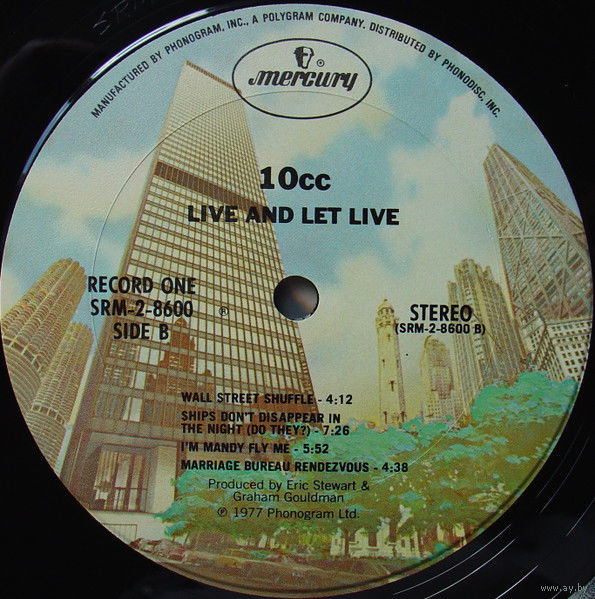 MANUFACTURED BY PHONOGRAM, INC., A POLYGRAM COMPANY. DISTRIBUTED BY PHONODISC, INC.
mercury
®
10cc
LIVE AND LET LIVE
RECORD ONE
SRM-2-8600
SIDE B
®
STEREO
(SRM-2-8600 B)
WALL STREET SHUFFLE - 4:12
SHIPS DON'T DISAPPEAR IN
THE NIGHT (DO THEY?) - 7:26
I'M MANDY FLY ME - 5:52
MARRIAGE BUREAU RENDEZVOUS - 4:38
Produced by Eric Stewart &
Graham Gouldman
℗ 1977 Phonogram Ltd.
www.ay.by